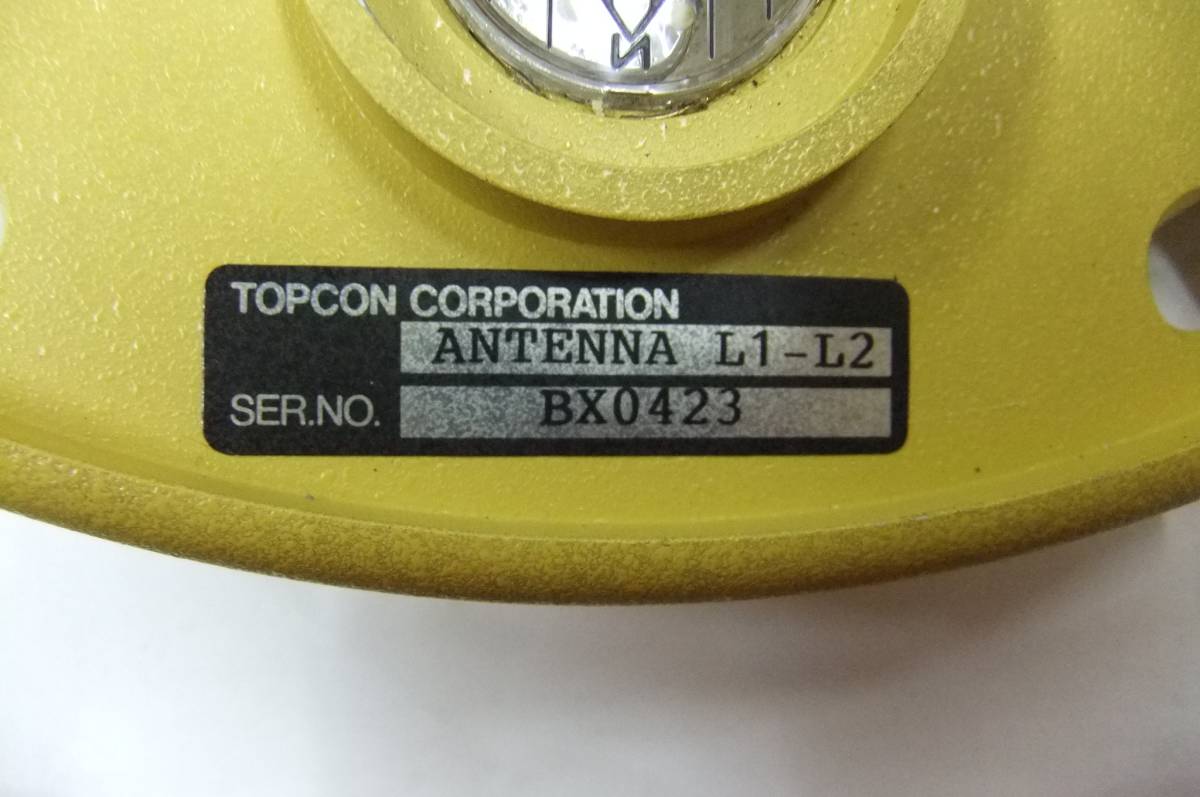 N
TOPCON CORPORATION
ANTENNA L1-L2
SER.NO. BX0423